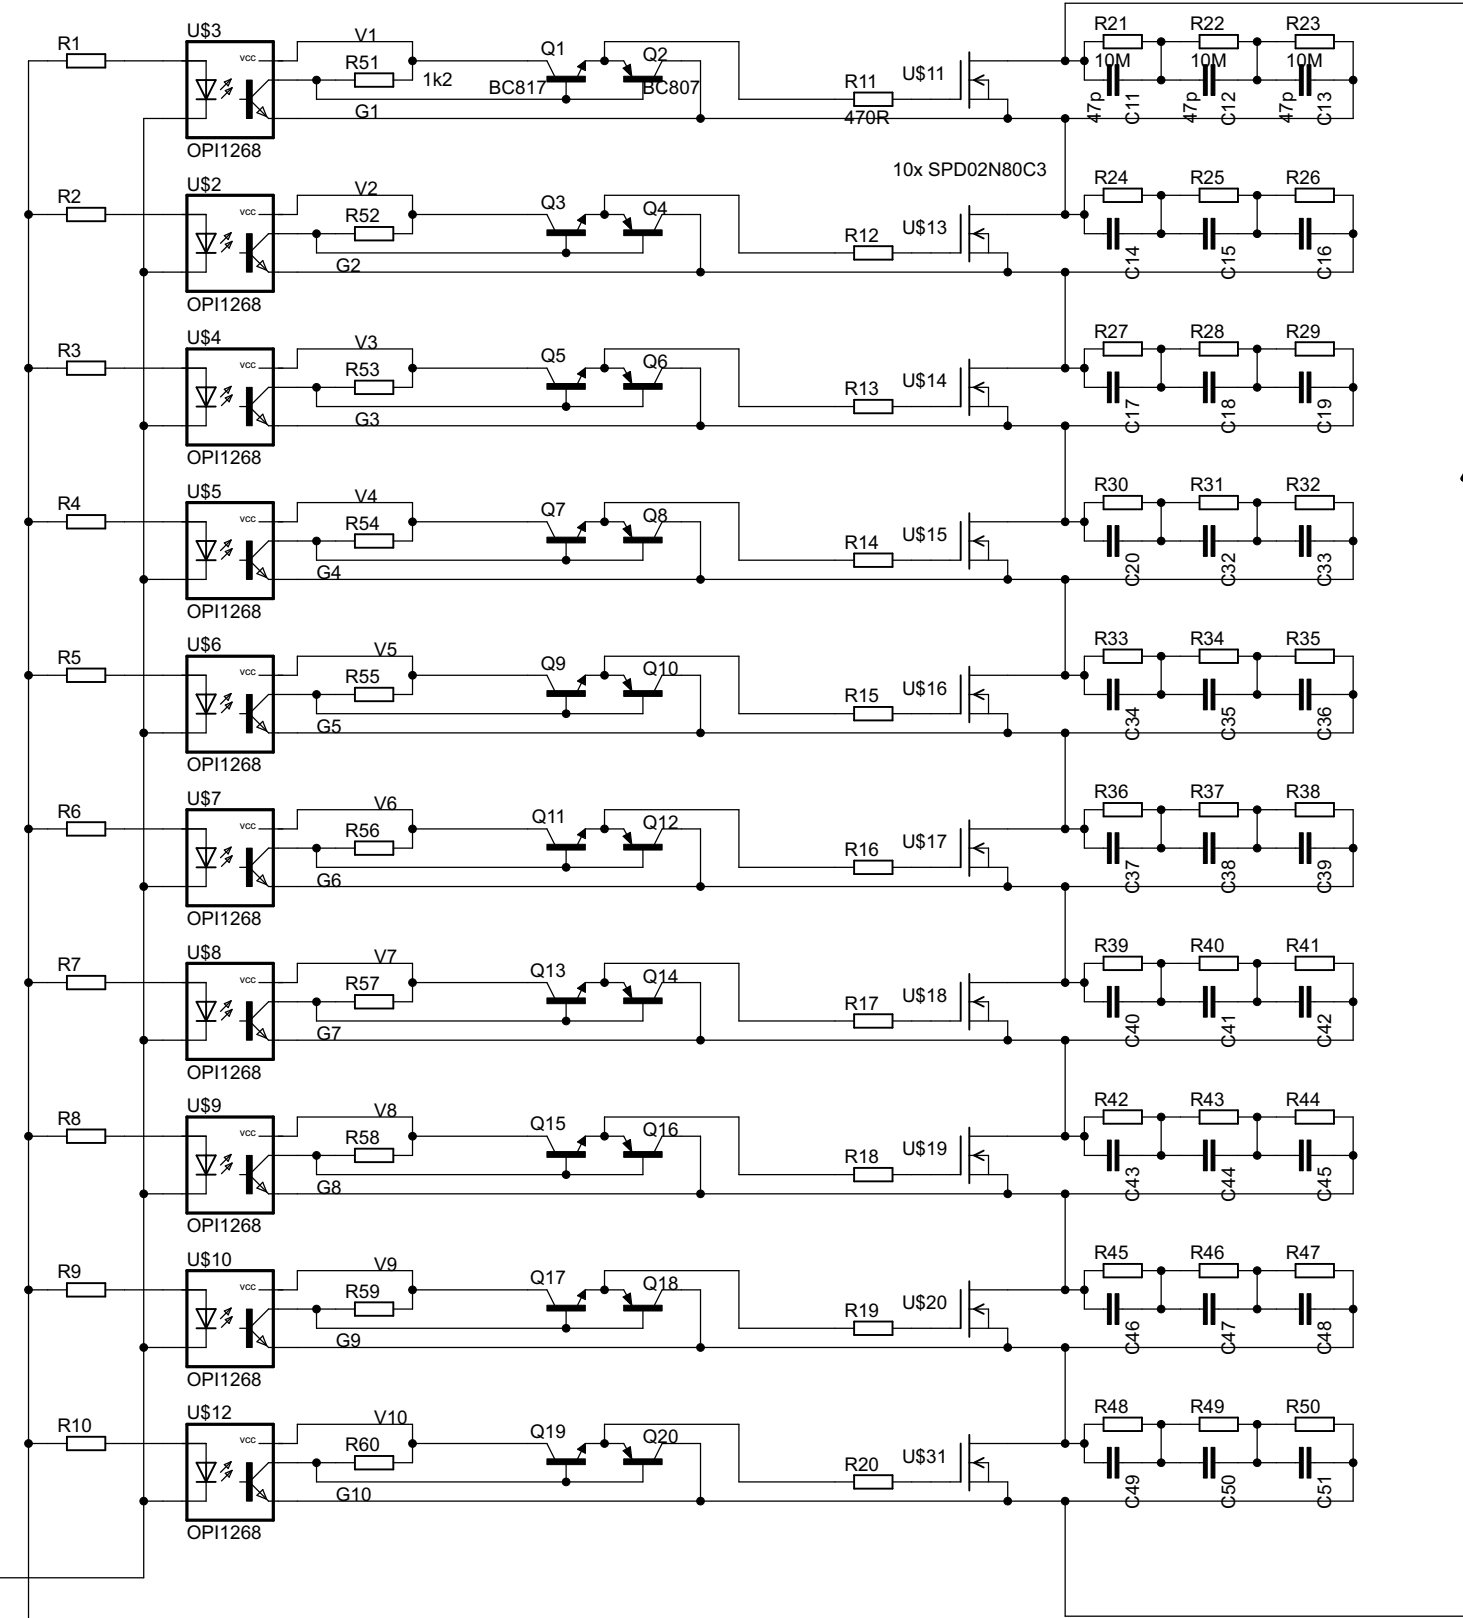 U$3
R1
VCC
V1
R51
1k2
G1
OPI1268
Q1
BC817
Q2
BC807
R11
470R
U$11
R21
10M
47p
C11
R22
10M
47p
C12
R23
10M
47p
C13
10x SPD02N80C3
U$2
R2
VCC
V2
R52
G2
OPI1268
Q3
Q4
R12
U$13
R24
C14
R25
C15
R26
C16
U$4
R3
VCC
V3
R53
G3
OPI1268
Q5
Q6
R13
U$14
R27
C17
R28
C18
R29
C19
U$5
R4
VCC
V4
R54
G4
OPI1268
Q7
Q8
R14
U$15
R30
C20
R31
C32
R32
C33
U$6
R5
VCC
V5
R55
G5
OPI1268
Q9
Q10
R15
U$16
R33
C34
R34
C35
R35
C36
U$7
R6
VCC
V6
R56
G6
OPI1268
Q11
Q12
R16
U$17
R36
C37
R37
C38
R38
C39
U$8
R7
VCC
V7
R57
G7
OPI1268
Q13
Q14
R17
U$18
R39
C40
R40
C41
R41
C42
U$9
R8
VCC
V8
R58
G8
OPI1268
Q15
Q16
R18
U$19
R42
C43
R43
C44
R44
C45
U$10
R9
VCC
V9
R59
G9
OPI1268
Q17
Q18
R19
U$20
R45
C46
R46
C47
R47
C48
U$12
R10
VCC
V10
R60
G10
OPI1268
Q19
Q20
R20
U$31
R48
C49
R49
C50
R50
C51